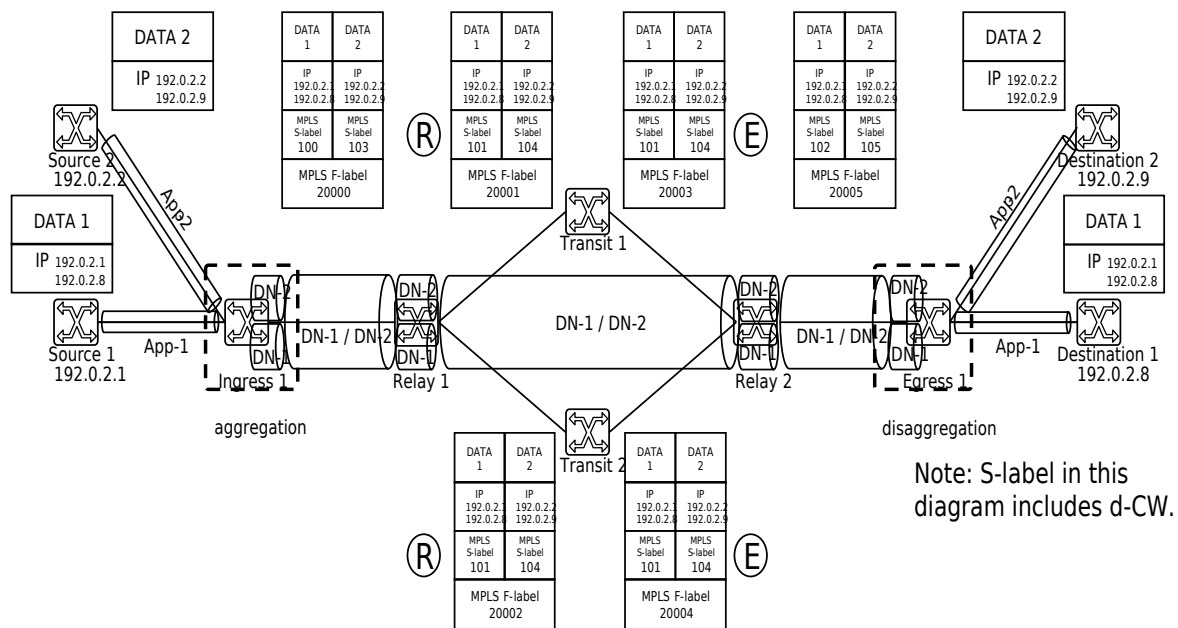 DATA 2
IP 192.0.2.2
192.0.2.9
DATA
1
DATA
2
IP
192.0.2.1
192.0.2.8
IP
192.0.2.2
192.0.2.9
MPLS
S-label
100
MPLS
S-label
103
MPLS F-label
20000
R
DATA
1
DATA
2
IP
192.0.2.1
192.0.2.8
IP
192.0.2.2
192.0.2.9
MPLS
S-label
101
MPLS
S-label
104
MPLS F-label
20001
DATA
1
DATA
2
IP
192.0.2.1
192.0.2.8
IP
192.0.2.2
192.0.2.9
MPLS
S-label
101
MPLS
S-label
104
MPLS F-label
20003
E
DATA
1
DATA
2
IP
192.0.2.1
192.0.2.8
IP
192.0.2.2
192.0.2.9
MPLS
S-label
102
MPLS
S-label
105
MPLS F-label
20005
DATA 2
IP 192.0.2.2
192.0.2.9
Source 2
192.0.2.2
App2
DATA 1
IP 192.0.2.1
192.0.2.8
Source 1
192.0.2.1
App-1
DN-2
DN-1
Ingress 1
aggregation
DN-1 / DN-2
DN-2
DN-1
Relay 1
Transit 1
DN-1 / DN-2
Transit 2
DN-2
DN-1
Relay 2
DN-1 / DN-2
DN-2
DN-1
Egress 1
disaggregation
App2
Destination 2
192.0.2.9
DATA 1
IP 192.0.2.1
192.0.2.8
App-1
Destination 1
192.0.2.8
R
DATA
1
DATA
2
IP
192.0.2.1
192.0.2.8
IP
192.0.2.2
192.0.2.9
MPLS
S-label
101
MPLS
S-label
104
MPLS F-label
20002
DATA
1
DATA
2
IP
192.0.2.1
192.0.2.8
IP
192.0.2.2
192.0.2.9
MPLS
S-label
101
MPLS
S-label
104
MPLS F-label
20004
E
Note: S-label in this
diagram includes d-CW.